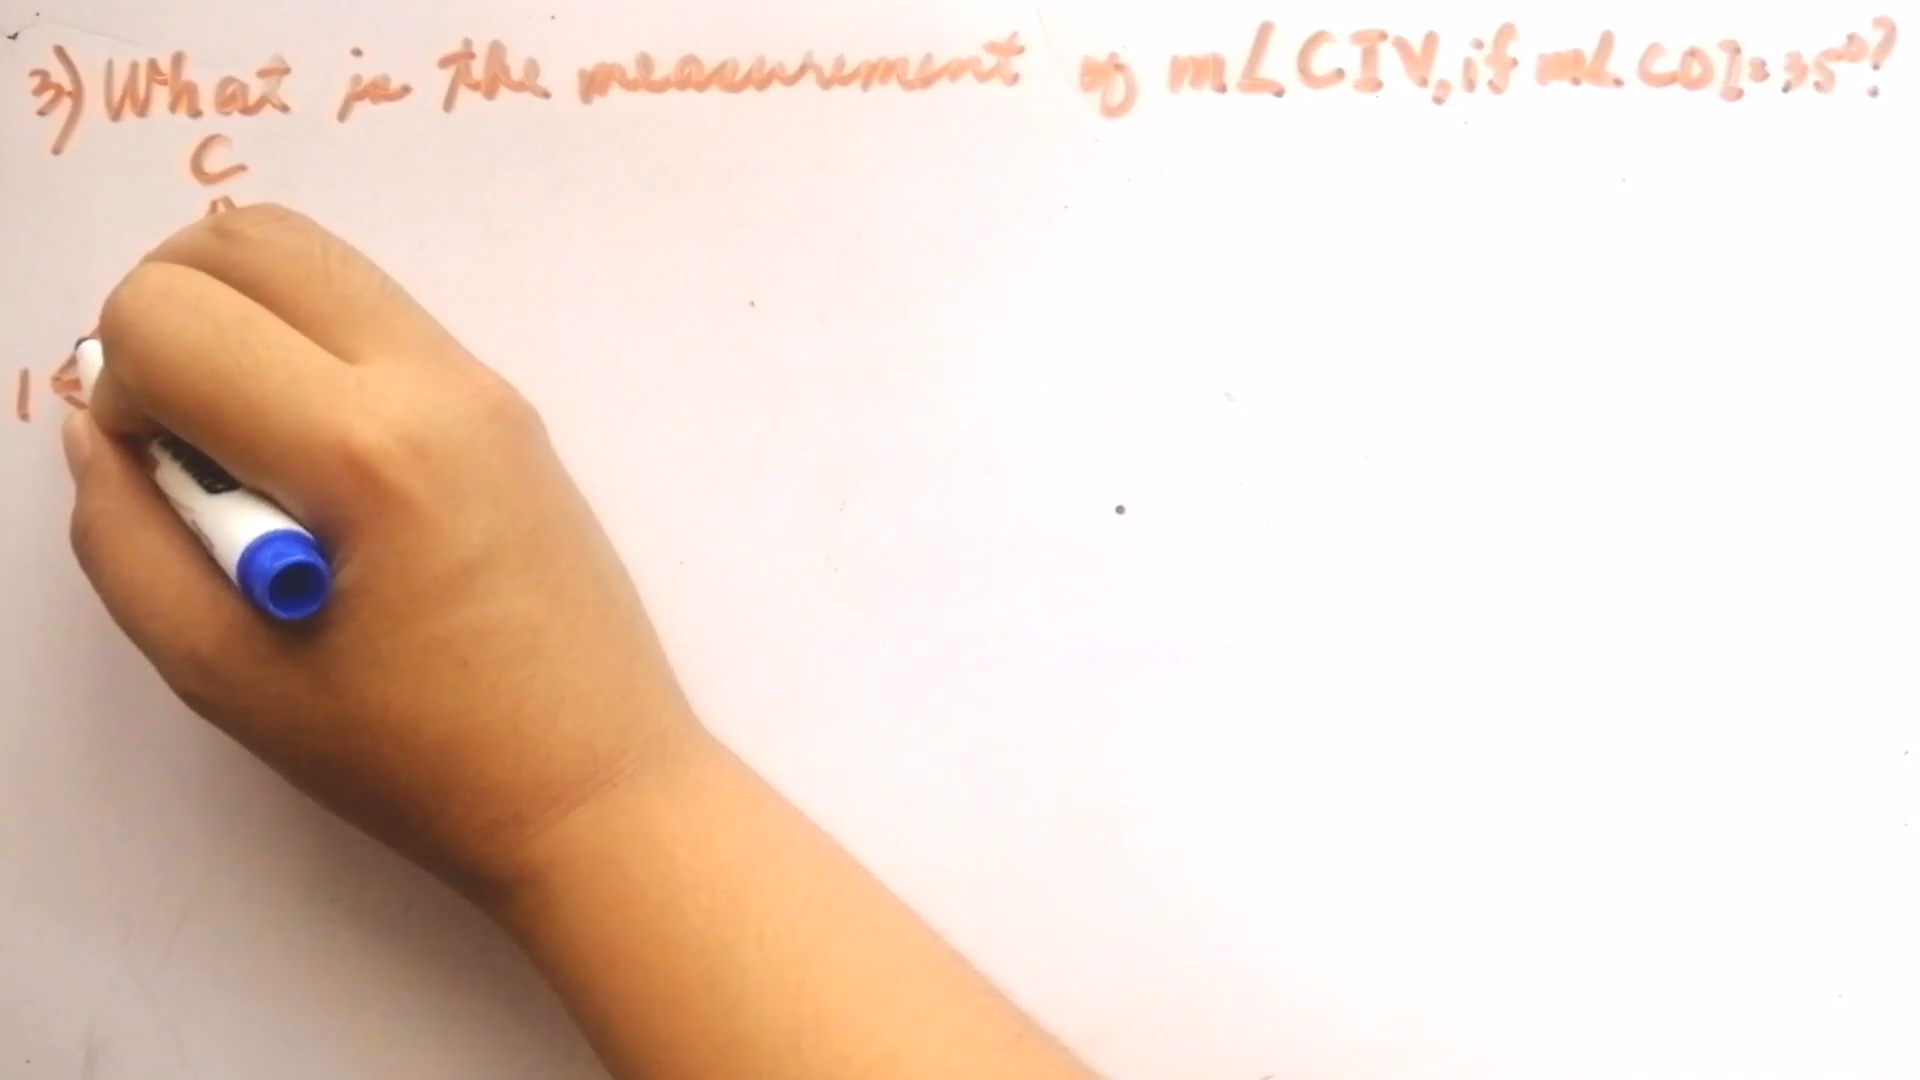 3) What is the measurement of m∠CIV, if m∠COI = 35°?
C
I